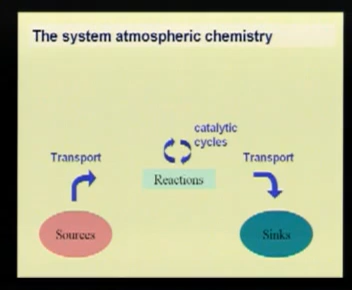 The system atmospheric chemistry
catalytic
cycles
Transport
Transport
Reactions
Sources
Sinks